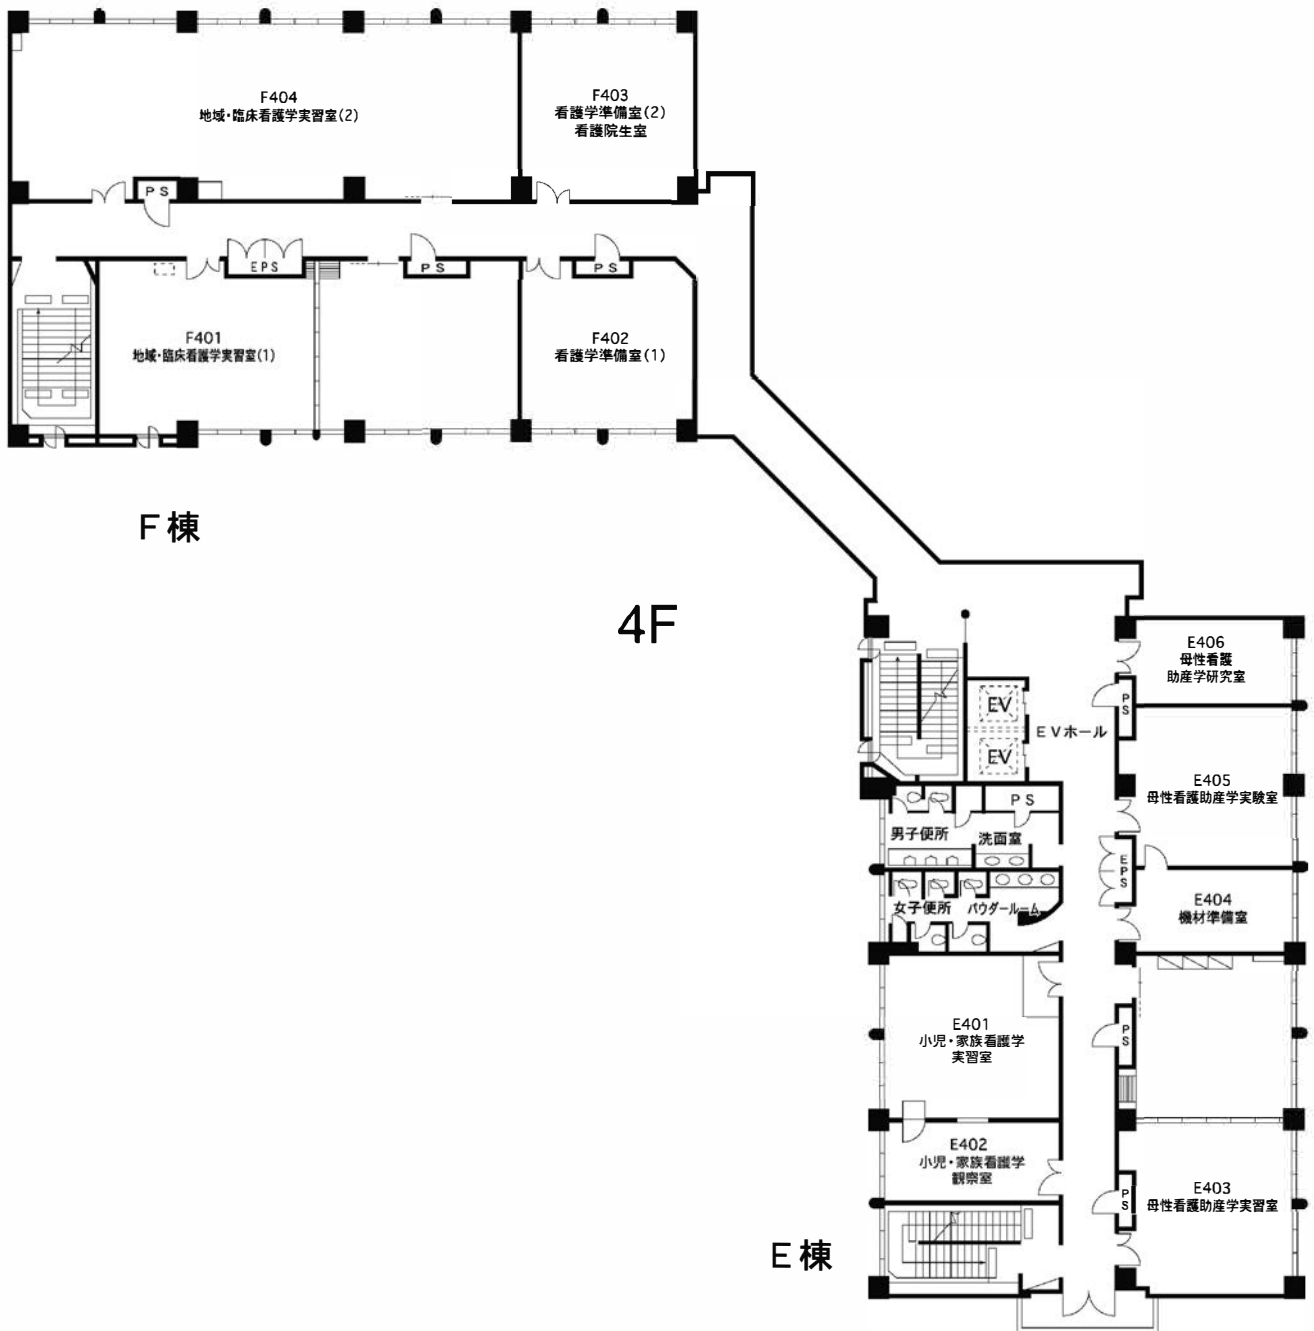 F404
地域・臨床看護学実習室(2)
F403
看護学準備室(2)
看護院生室
PS
EPS
PS
PS
F401
地域・臨床看護学実習室(1)
F402
看護学準備室(1)
F棟
4F
E406
母性看護
助産学研究室
PS
EV
EV
EVホール
E405
母性看護助産学実験室
PS
男子便所
洗面室
EPS
女子便所
パウダールーム
E404
機材準備室
E401
小児・家族看護学
実習室
PS
E402
小児・家族看護学
観察室
E403
母性看護助産学実習室
PS
E棟